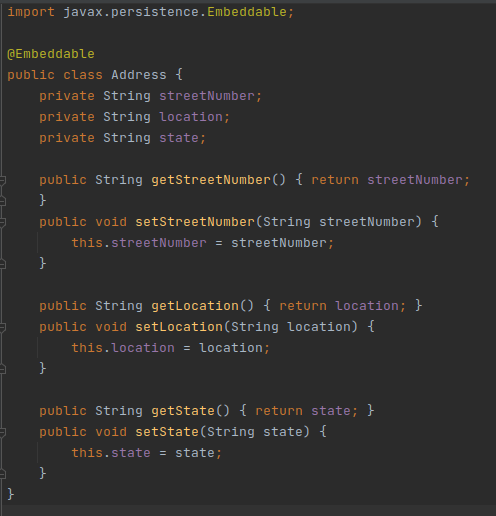 import javax.persistence.Embeddable;
@Embeddable
public class Address {
    private String streetNumber;
    private String location;
    private String state;
    public String getStreetNumber() { return streetNumber;
    }
    public void setStreetNumber(String streetNumber) {
        this.streetNumber = streetNumber;
    }
    public String getLocation() { return location; }
    public void setLocation(String location) {
        this.location = location;
    }
    public String getState() { return state; }
    public void setState(String state) {
        this.state = state;
    }
}